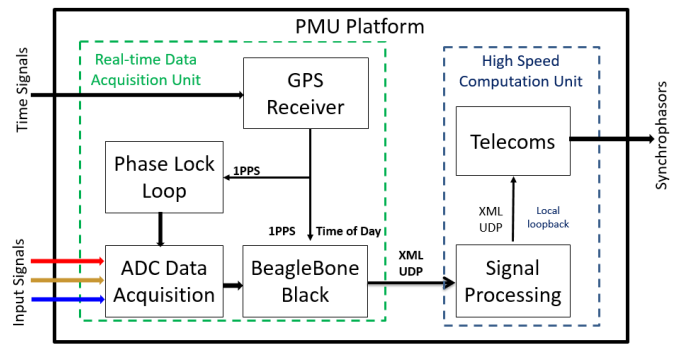 PMU Platform
Real-time Data
Acquisition Unit
High Speed
Computation Unit
Time Signals
GPS
Receiver
Telecoms
Synchrophasors
Phase Lock
Loop
1PPS
XML
UDP
Local
loopback
1PPS
Time of Day
Input Signals
ADC Data
Acquisition
BeagleBone
Black
XML
UDP
Signal
Processing